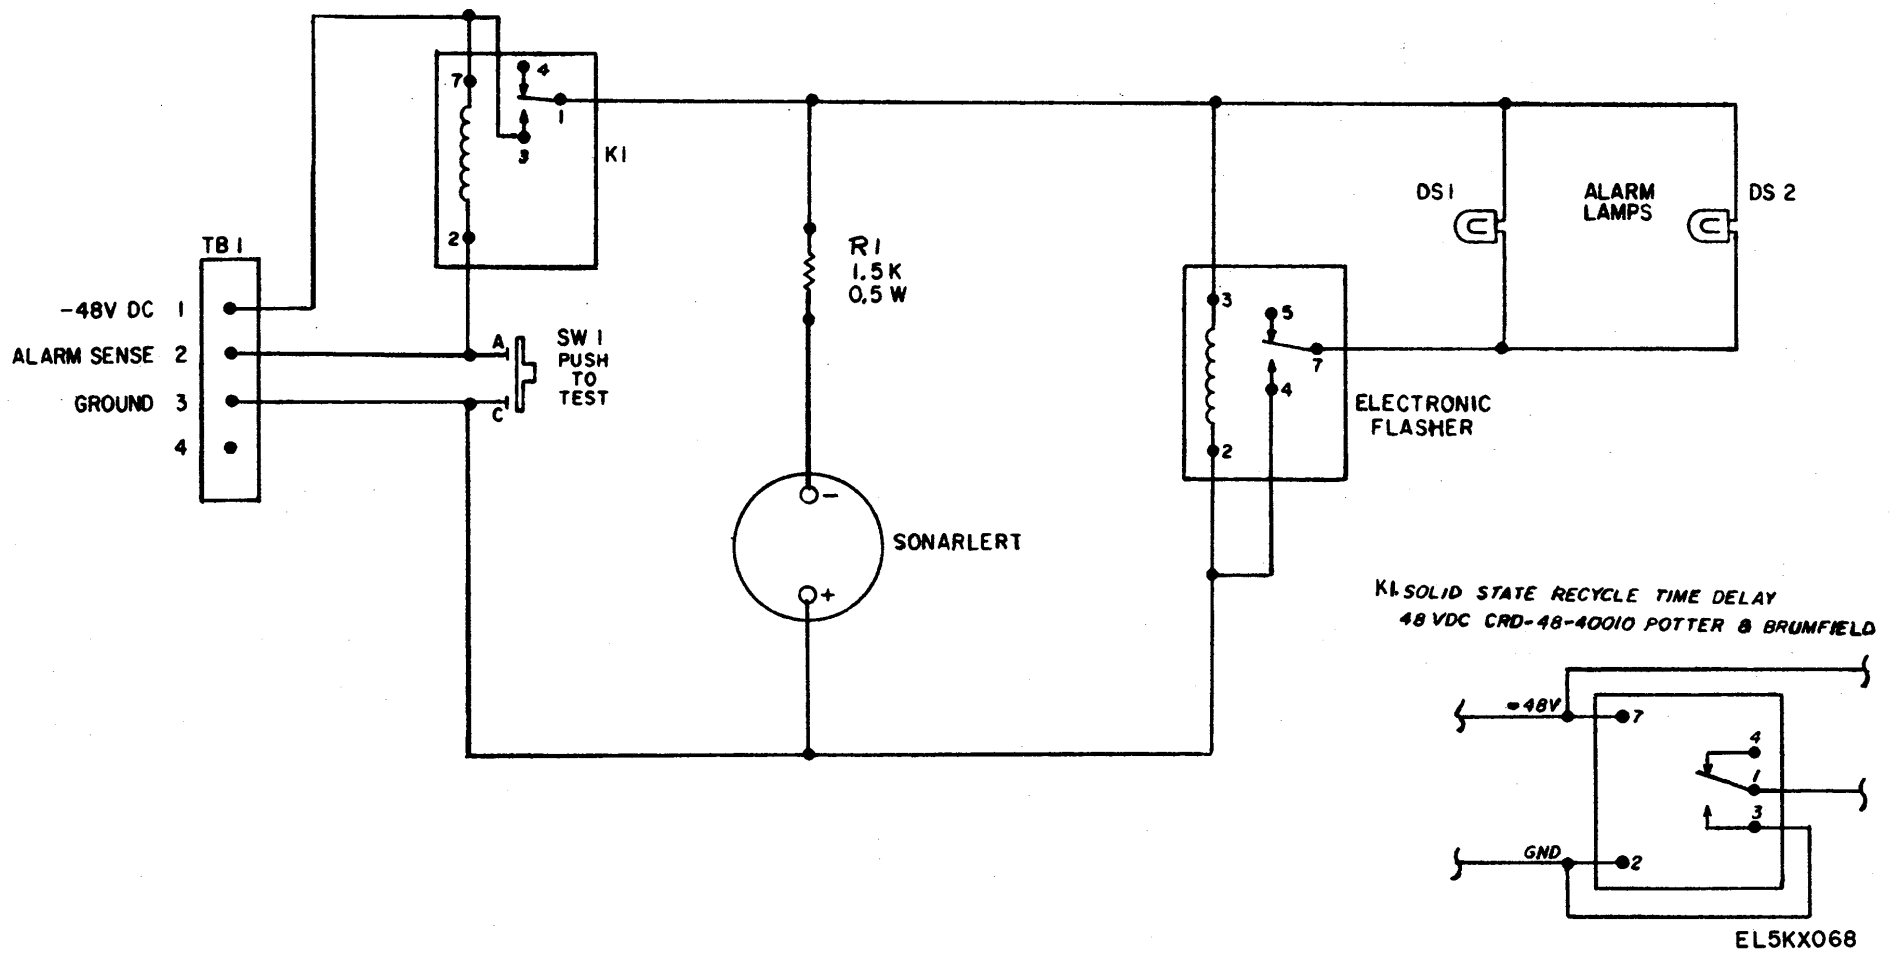 4
7
1
3
K1
2
TB 1
-48V DC 1
ALARM SENSE 2
GROUND 3
4
A
C
SW 1
PUSH
TO
TEST
R1
1.5K
0.5W
-
SONARLERT
+
DS1
ALARM
LAMPS
DS 2
3
5
7
4
2
ELECTRONIC
FLASHER
K1. SOLID STATE RECYCLE TIME DELAY
48 VDC CRD-48-40010 POTTER & BRUMFIELD
-48V
7
4
1
3
GND
2
EL5KX068